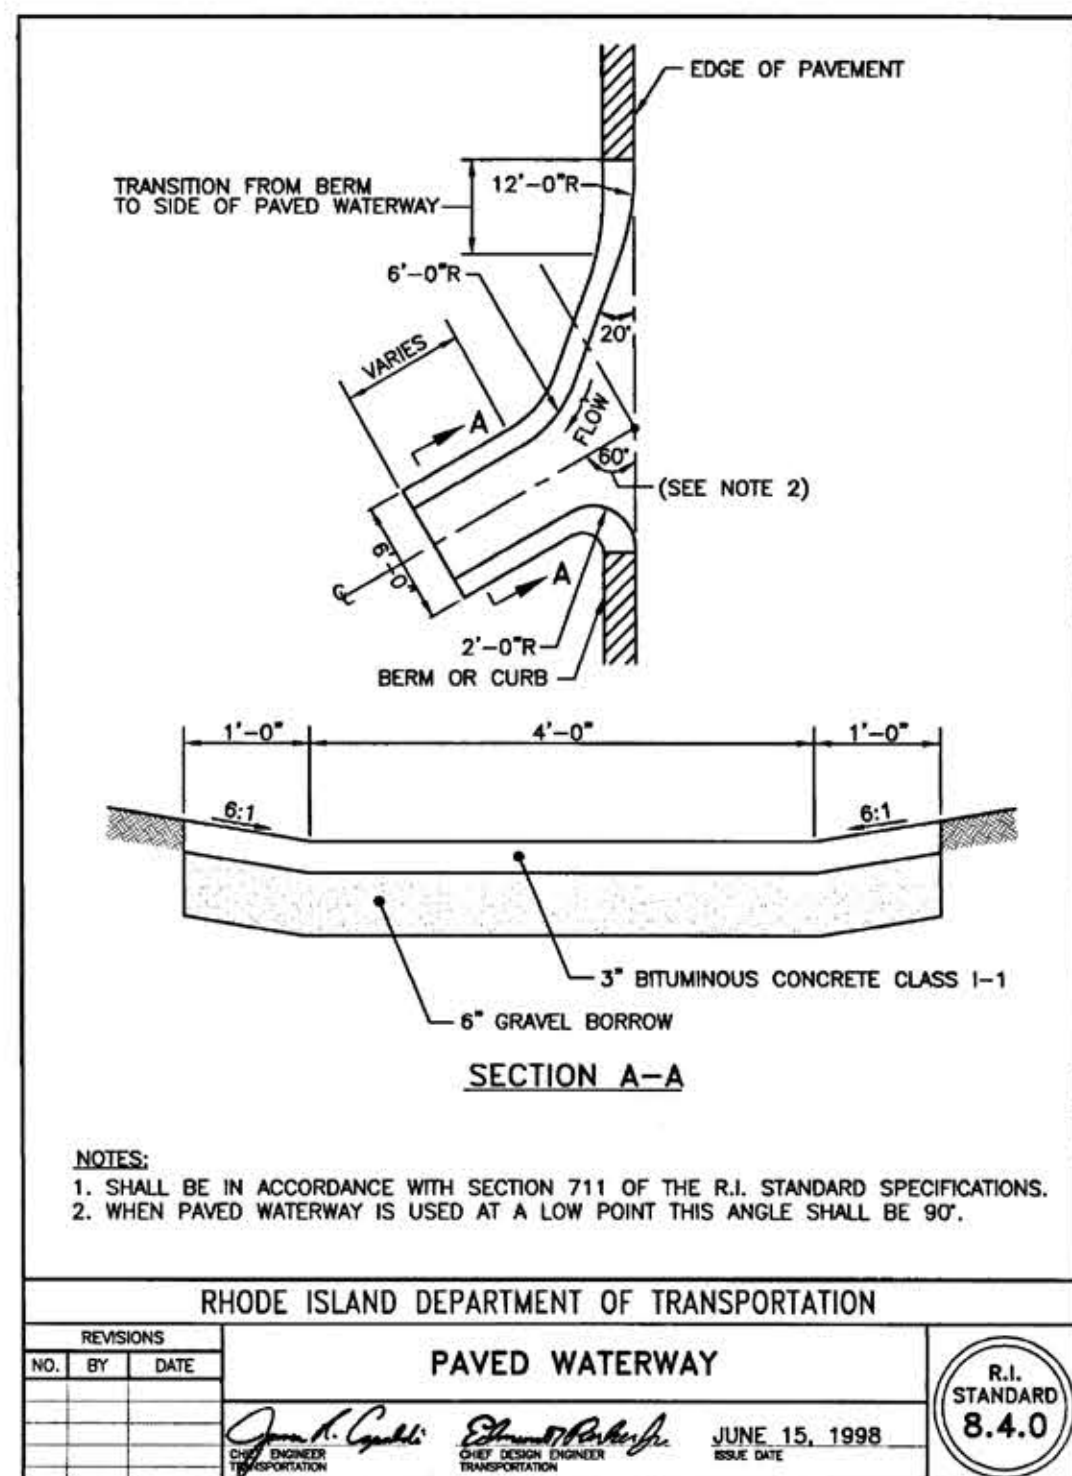 EDGE OF PAVEMENT
TRANSITION FROM BERM
TO SIDE OF PAVED WATERWAY
12'-0"R
6'-0"R
20°
VARIES
A
FLOW
60°
(SEE NOTE 2)
6'-0"
℄
A
2'-0"R
BERM OR CURB
1'-0"
4'-0"
1'-0"
6:1
6:1
3" BITUMINOUS CONCRETE CLASS I-1
6" GRAVEL BORROW
SECTION A-A
NOTES:
1. SHALL BE IN ACCORDANCE WITH SECTION 711 OF THE R.I. STANDARD SPECIFICATIONS.
2. WHEN PAVED WATERWAY IS USED AT A LOW POINT THIS ANGLE SHALL BE 90°.
RHODE ISLAND DEPARTMENT OF TRANSPORTATION
REVISIONS
NO. BY DATE
PAVED WATERWAY
James R. Capaldi
CHIEF ENGINEER
TRANSPORTATION
Edmund Parker Jr.
CHIEF DESIGN ENGINEER
TRANSPORTATION
JUNE 15, 1998
ISSUE DATE
R.I.
STANDARD
8.4.0